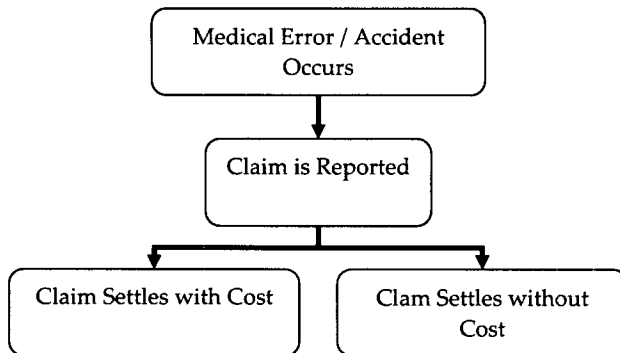 Medical Error / Accident
Occurs
Claim is Reported
Claim Settles with Cost
Clam Settles without
Cost